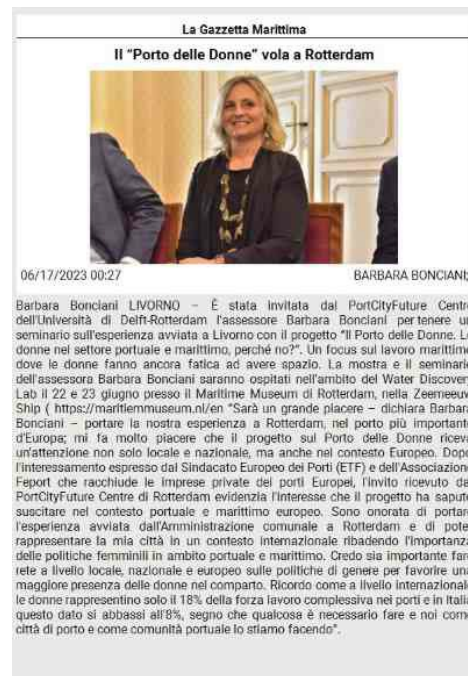 La Gazzetta Marittima
Il "Porto delle Donne" vola a Rotterdam
06/17/2023 00:27 BARBARA BONCIANI;
Barbara Bonciani LIVORNO – È stata invitata dal PortCityFuture Centre
dell'Università di Delft-Rotterdam l'assessore Barbara Bonciani per tenere un
seminario sull'esperienza avviata a Livorno con il progetto "Il Porto delle Donne. Le
donne nel settore portuale e marittimo, perché no?". Un focus sul lavoro marittimo
dove le donne fanno ancora fatica ad avere spazio. La mostra e il seminario
dell'assessora Barbara Bonciani saranno ospitati nell'ambito del Water Discovery
Lab il 22 e 23 giugno presso il Maritime Museum di Rotterdam, nella Zeemeeuw
Ship ( https://maritiemmuseum.nl/en "Sarà un grande piacere – dichiara Barbara
Bonciani – portare la nostra esperienza a Rotterdam, nel porto più importante
d'Europa; mi fa molto piacere che il progetto sul Porto delle Donne riceva
un'attenzione non solo locale e nazionale, ma anche nel contesto Europeo. Dopo
l'interessamento espresso dal Sindacato Europeo dei Porti (ETF) e dell'Associazione
Feport che racchiude le imprese private dei porti Europei, l'invito ricevuto dal
PortCityFuture Centre di Rotterdam evidenzia l'interesse che il progetto ha saputo
suscitare nel contesto portuale e marittimo europeo. Sono onorata di portare
l'esperienza avviata dall'Amministrazione comunale a Rotterdam e di poter
rappresentare la mia città in un contesto internazionale ribadendo l'importanza
delle politiche femminili in ambito portuale e marittimo. Credo sia importante fare
rete a livello locale, nazionale e europeo sulle politiche di genere per favorire una
maggiore presenza delle donne nel comparto. Ricordo come a livello internazionale
le donne rappresentino solo il 18% della forza lavoro complessiva nei porti e in Italia
questo dato si abbassi all'8%, segno che qualcosa è necessario fare e noi come
città di porto e come comunità portuale lo stiamo facendo".